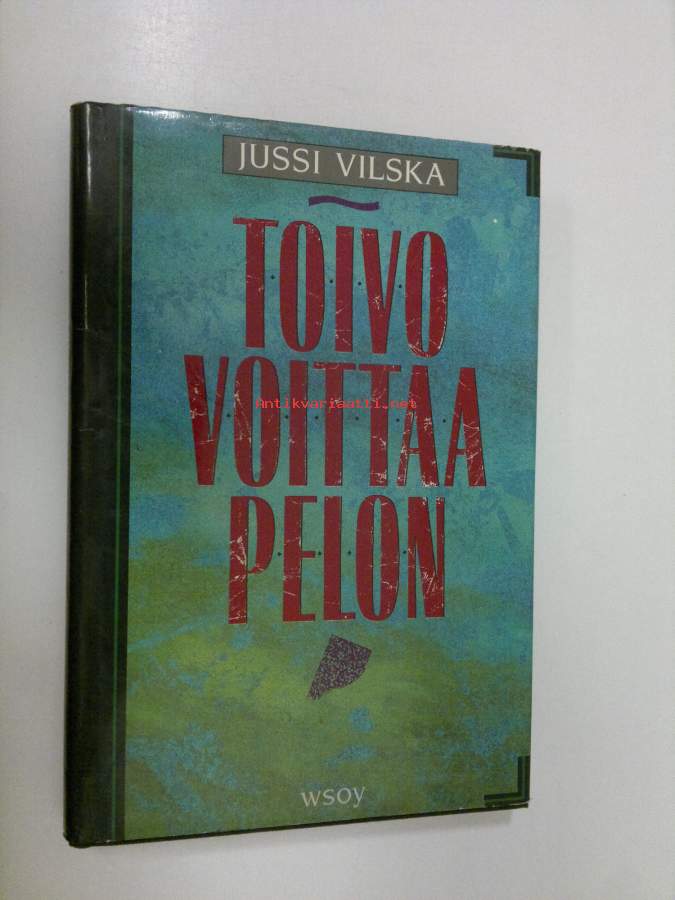 JUSSI VILSKA
TOIVO
VOITTAA
Antikvariaatti.net
PELON
wsoy